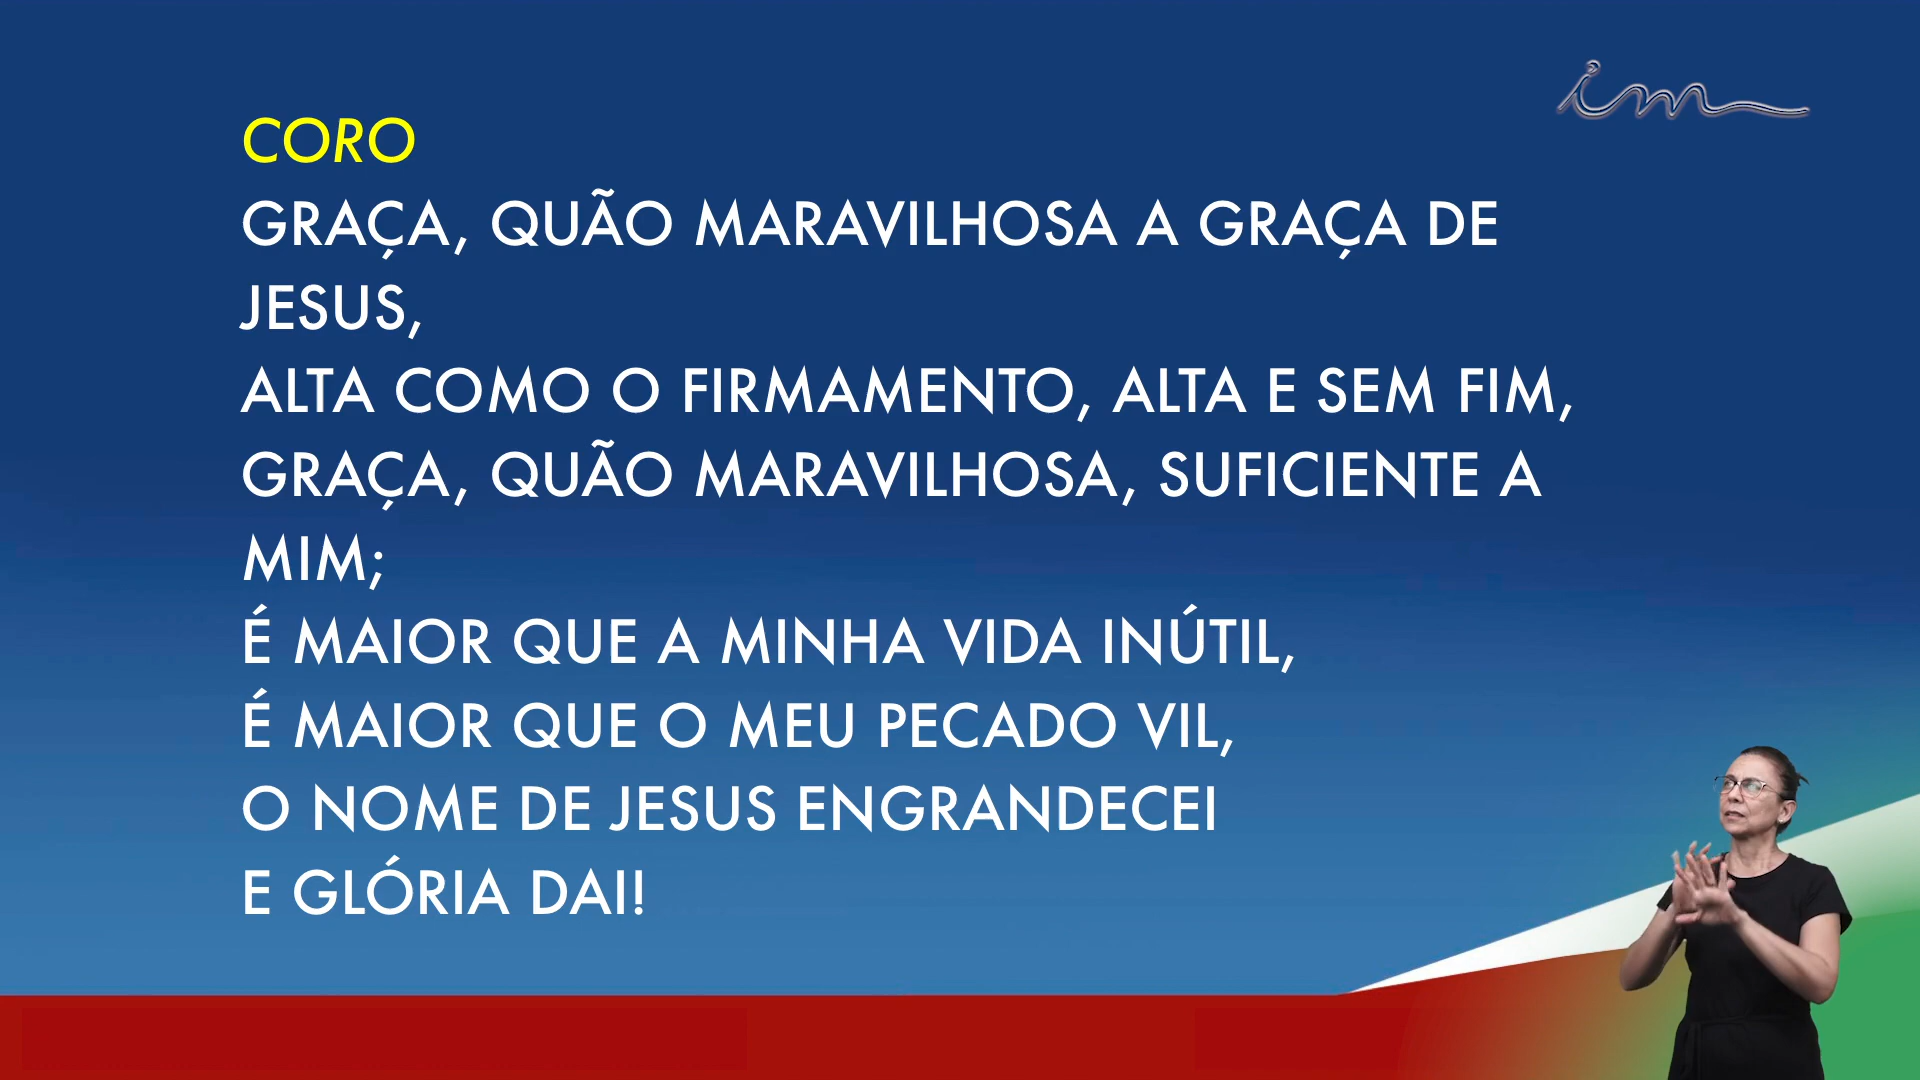 im
CORO
GRAÇA, QUÃO MARAVILHOSA A GRAÇA DE
JESUS,
ALTA COMO O FIRMAMENTO, ALTA E SEM FIM,
GRAÇA, QUÃO MARAVILHOSA, SUFICIENTE A
MIM;
É MAIOR QUE A MINHA VIDA INÚTIL,
É MAIOR QUE O MEU PECADO VIL,
O NOME DE JESUS ENGRANDECEI
E GLÓRIA DAI!